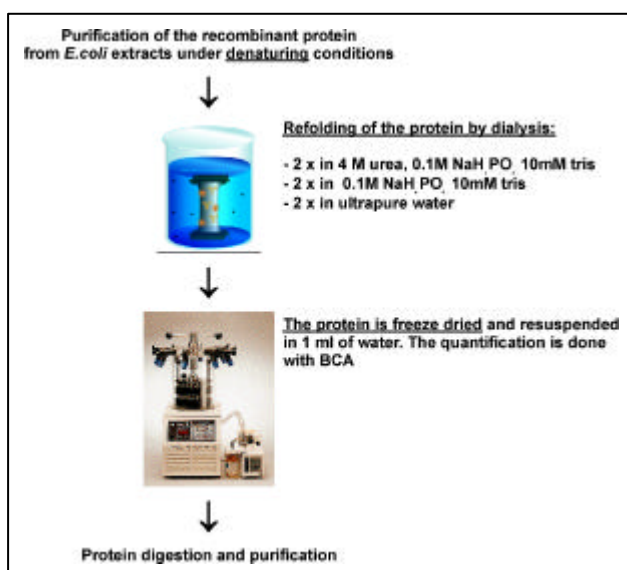 Purification of the recombinant protein
from E.coli extracts under denaturing conditions
Refolding of the protein by dialysis:
- 2 x in 4 M urea, 0.1M NaH PO, 10mM tris
- 2 x in 0.1M NaH PO, 10mM tris
- 2 x in ultrapure water
The protein is freeze dried and resuspended
in 1 ml of water. The quantification is done
with BCA
Protein digestion and purification